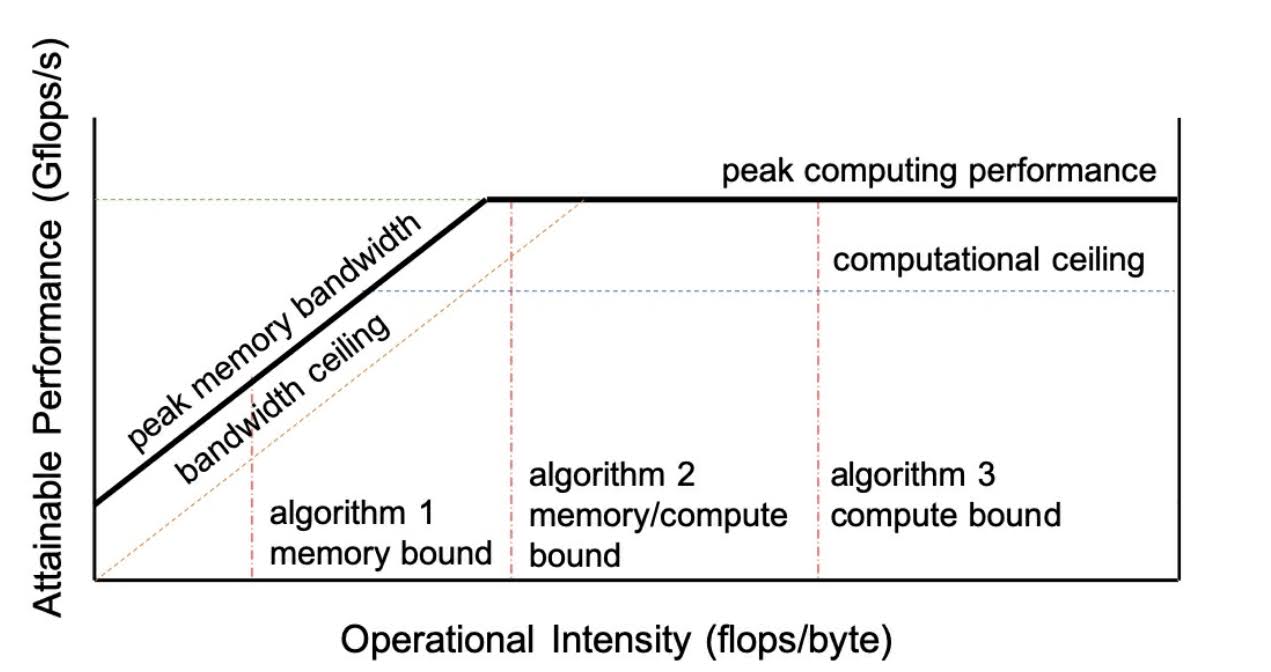 Attainable Performance (Gflops/s)
peak computing performance
peak memory bandwidth
computational ceiling
bandwidth ceiling
algorithm 1
memory bound
algorithm 2
memory/compute
bound
algorithm 3
compute bound
Operational Intensity (flops/byte)